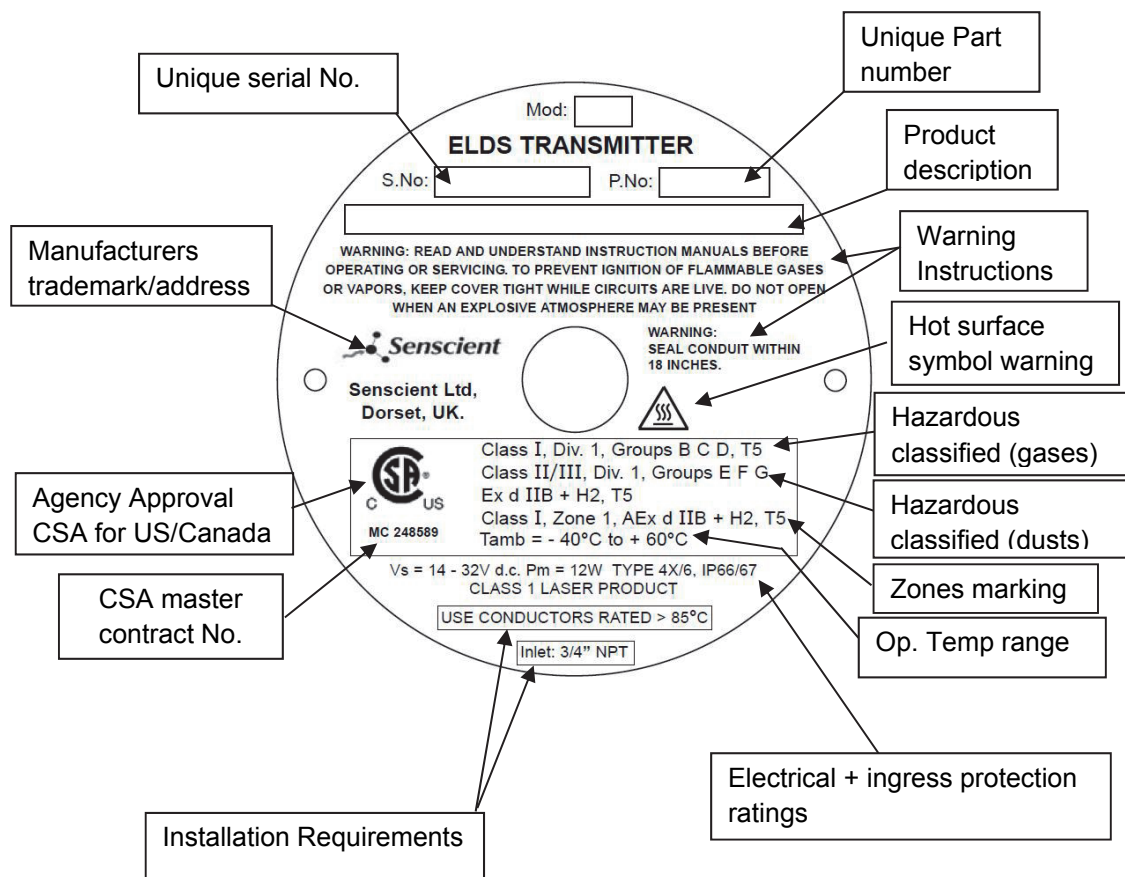 Unique serial No.
Unique Part
number
Product
description
Manufacturers
trademark/address
Warning
Instructions
Hot surface
symbol warning
Hazardous
classified (gases)
Agency Approval
CSA for US/Canada
Hazardous
classified (dusts)
CSA master
contract No.
Zones marking
Op. Temp range
Electrical + ingress protection
ratings
Installation Requirements
Mod:
ELDS TRANSMITTER
S.No: P.No:
WARNING: READ AND UNDERSTAND INSTRUCTION MANUALS BEFORE
OPERATING OR SERVICING. TO PREVENT IGNITION OF FLAMMABLE GASES
OR VAPORS, KEEP COVER TIGHT WHILE CIRCUITS ARE LIVE. DO NOT OPEN
WHEN AN EXPLOSIVE ATMOSPHERE MAY BE PRESENT
Senscient
WARNING:
SEAL CONDUIT WITHIN
18 INCHES.
Senscient Ltd,
Dorset, UK.
CSA ®
C US
MC 248589
Class I, Div. 1, Groups B C D, T5
Class II/III, Div. 1, Groups E F G
Ex d IIB + H2, T5
Class I, Zone 1, AEx d IIB + H2, T5
Tamb = - 40°C to + 60°C
Vs = 14 - 32V d.c. Pm = 12W TYPE 4X/6, IP66/67
CLASS 1 LASER PRODUCT
USE CONDUCTORS RATED > 85°C
Inlet: 3/4” NPT